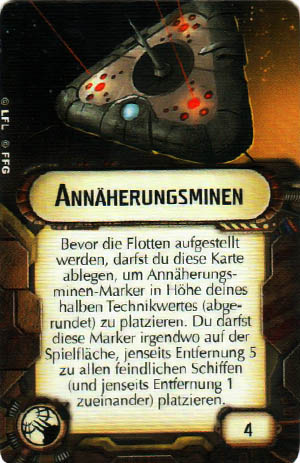 © LFL © FFG
ANNÄHERUNGSMINEN
Bevor die Flotten aufgestellt
werden, darfst du diese Karte
ablegen, um Annäherungs-
minen-Marker in Höhe deines
halben Technikwertes (abge-
rundet) zu platzieren. Du darfst
diese Marker irgendwo auf der
Spielfläche, jenseits Entfernung 5
zu allen feindlichen Schiffen
(und jenseits Entfernung 1
zueinander) platzieren.
4